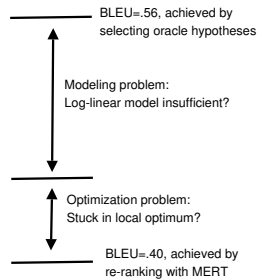 BLEU=.56, achieved by
selecting oracle hypotheses
Modeling problem:
Log-linear model insufficient?
Optimization problem:
Stuck in local optimum?
BLEU=.40, achieved by
re-ranking with MERT